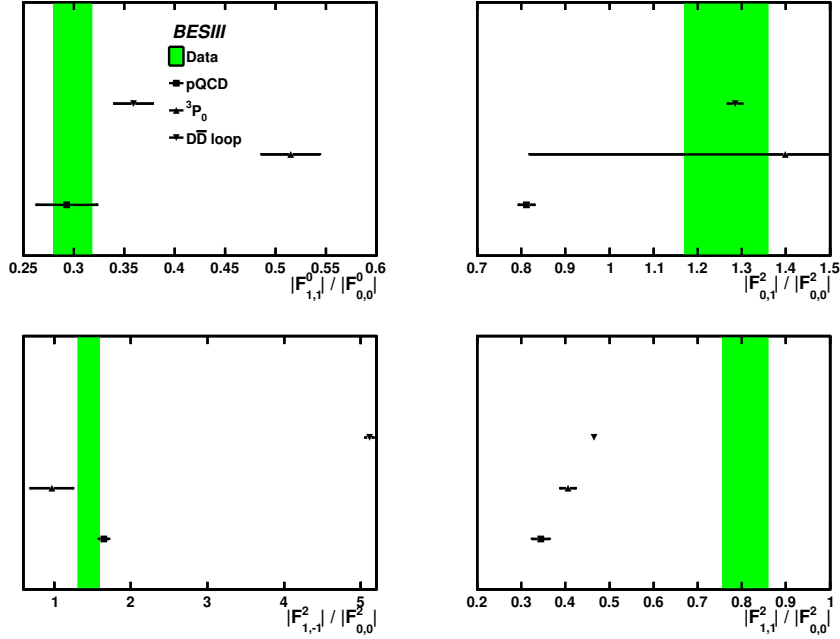 BESIII
Data
pQCD
³P₀
DD̅ loop
0.25 0.3 0.35 0.4 0.45 0.5 0.55 0.6
|F⁰₁,₁| / |F⁰₀,₀|
0.7 0.8 0.9 1 1.1 1.2 1.3 1.4 1.5
|F²₀,₁| / |F²₀,₀|
1 2 3 4 5
|F²₁,₋₁| / |F²₀,₀|
0.2 0.3 0.4 0.5 0.6 0.7 0.8 0.9 1
|F²₁,₁| / |F²₀,₀|